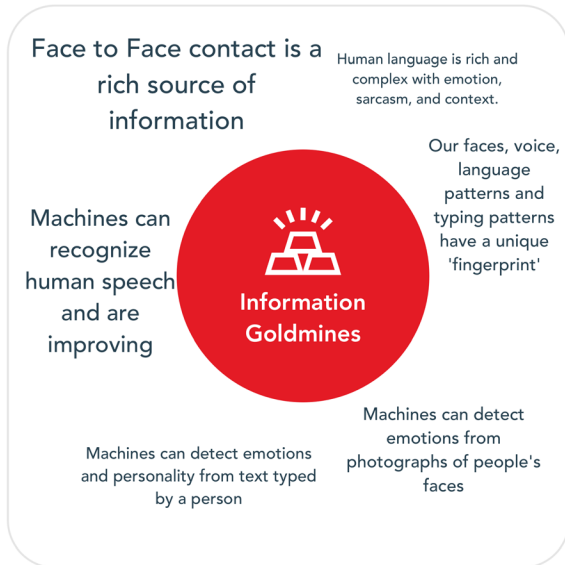 Face to Face contact is a
rich source of
information
Human language is rich and
complex with emotion,
sarcasm, and context.
Our faces, voice,
language
patterns and
typing patterns
have a unique
'fingerprint'
Machines can
recognize
human speech
and are
improving
Information
Goldmines
Machines can detect
emotions from
photographs of people's
faces
Machines can detect emotions
and personality from text typed
by a person